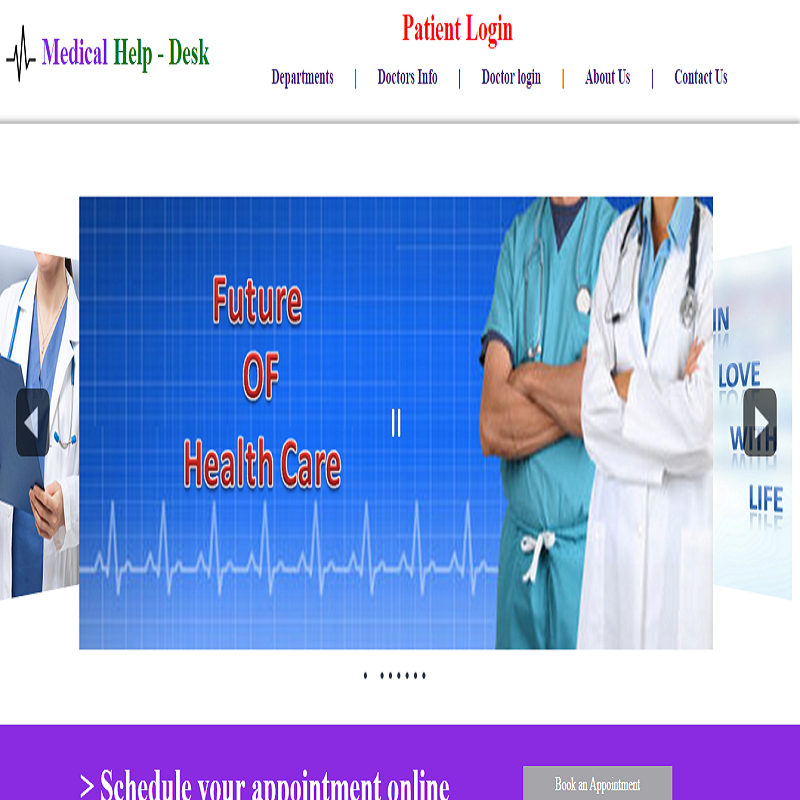 Patient Login
Medical Help - Desk
Departments | Doctors Info | Doctor login | About Us | Contact Us
Future
OF
Health Care
IN
LOVE
WITH
LIFE
> Schedule your appointment online
Book an Appointment